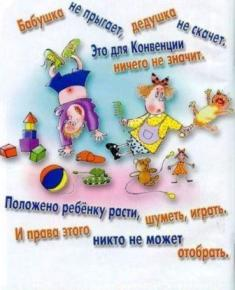 Бабушка не прыгает, дедушка не скачет.
Это для Конвенции
ничего не значит.
Положено ребёнку расти, шуметь, играть.
И права этого никто не может
отобрать.